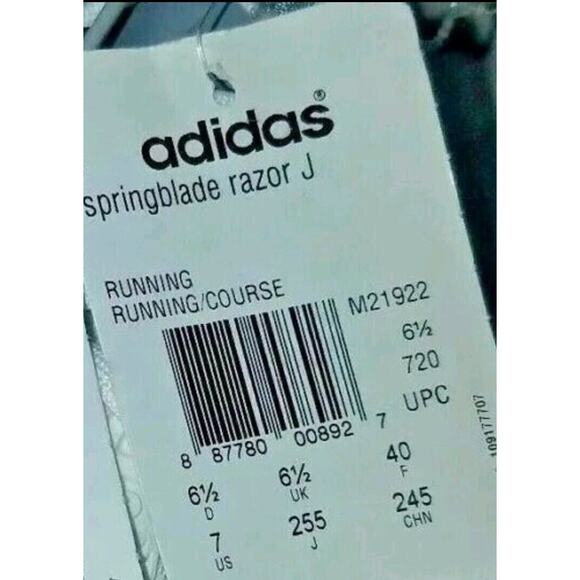 adidas®
springblade razor J
RUNNING
RUNNING/COURSE
M21922
6½
720
UPC
8 87780 00892 7
6½ D
6½ UK
40 F
7 US
255 J
245 CHN
109177707